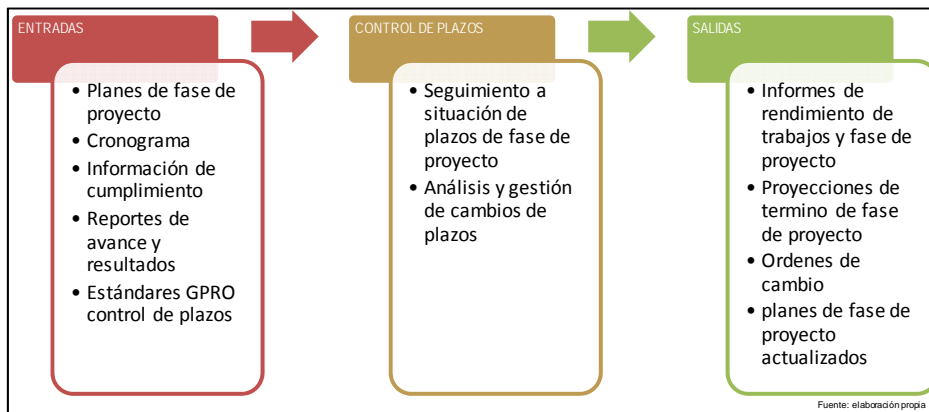 ENTRADAS
• Planes de fase de
proyecto
• Cronograma
• Información de
cumplimiento
• Reportes de
avance y
resultados
• Estándares GPRO
control de plazos
CONTROL DE PLAZOS
• Seguimiento a
situación de
plazos de fase de
proyecto
• Análisis y gestión
de cambios de
plazos
SALIDAS
• Informes de
rendimiento de
trabajos y fase de
proyecto
• Proyecciones de
termino de fase
de proyecto
• Ordenes de
cambio
• planes de fase de
proyecto
actualizados
Fuente: elaboración propia